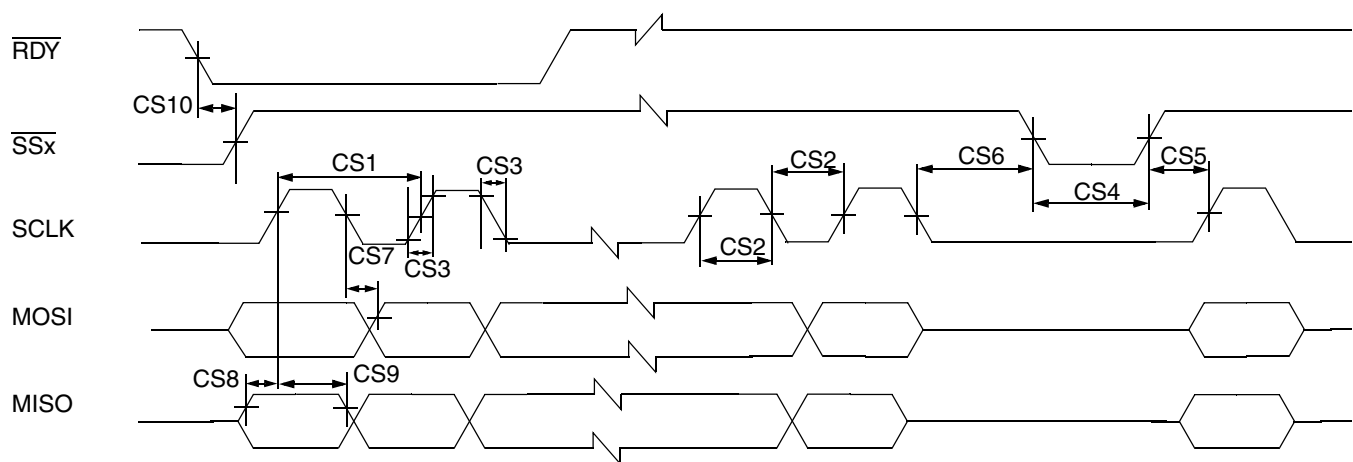 RDY
CS10
SSx
CS1
CS3
CS2
CS6
CS5
CS4
SCLK
CS7
CS3
CS2
MOSI
CS8
CS9
MISO